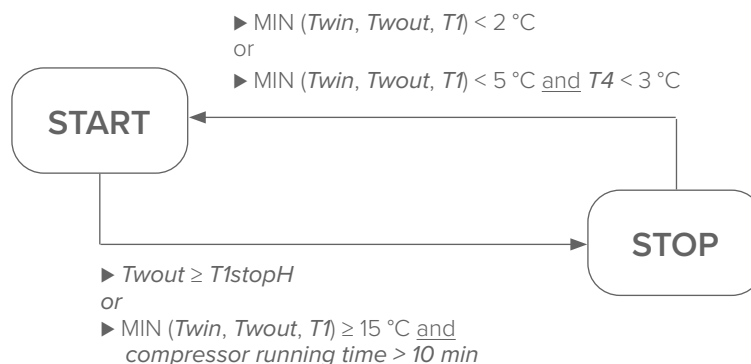 ▶ MIN (Twin, Twout, T1) < 2 °C
or
▶ MIN (Twin, Twout, T1) < 5 °C and T4 < 3 °C
START
STOP
▶ Twout ≥ T1stopH
or
▶ MIN (Twin, Twout, T1) ≥ 15 °C and
compressor running time > 10 min